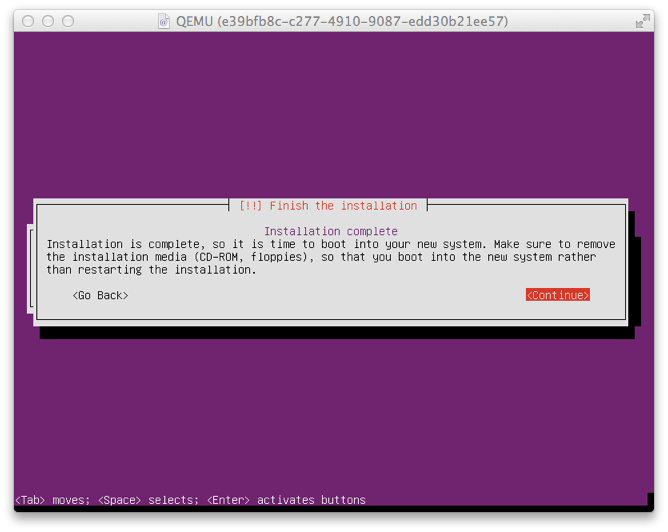 QEMU (e39bfb8c-c277-4910-9087-edd30b21ee57)
[!!] Finish the installation
Installation complete
Installation is complete, so it is time to boot into your new system. Make sure to remove
the installation media (CD-ROM, floppies), so that you boot into the new system rather
than restarting the installation.
<Go Back> <Continue>
<Tab> moves; <Space> selects; <Enter> activates buttons